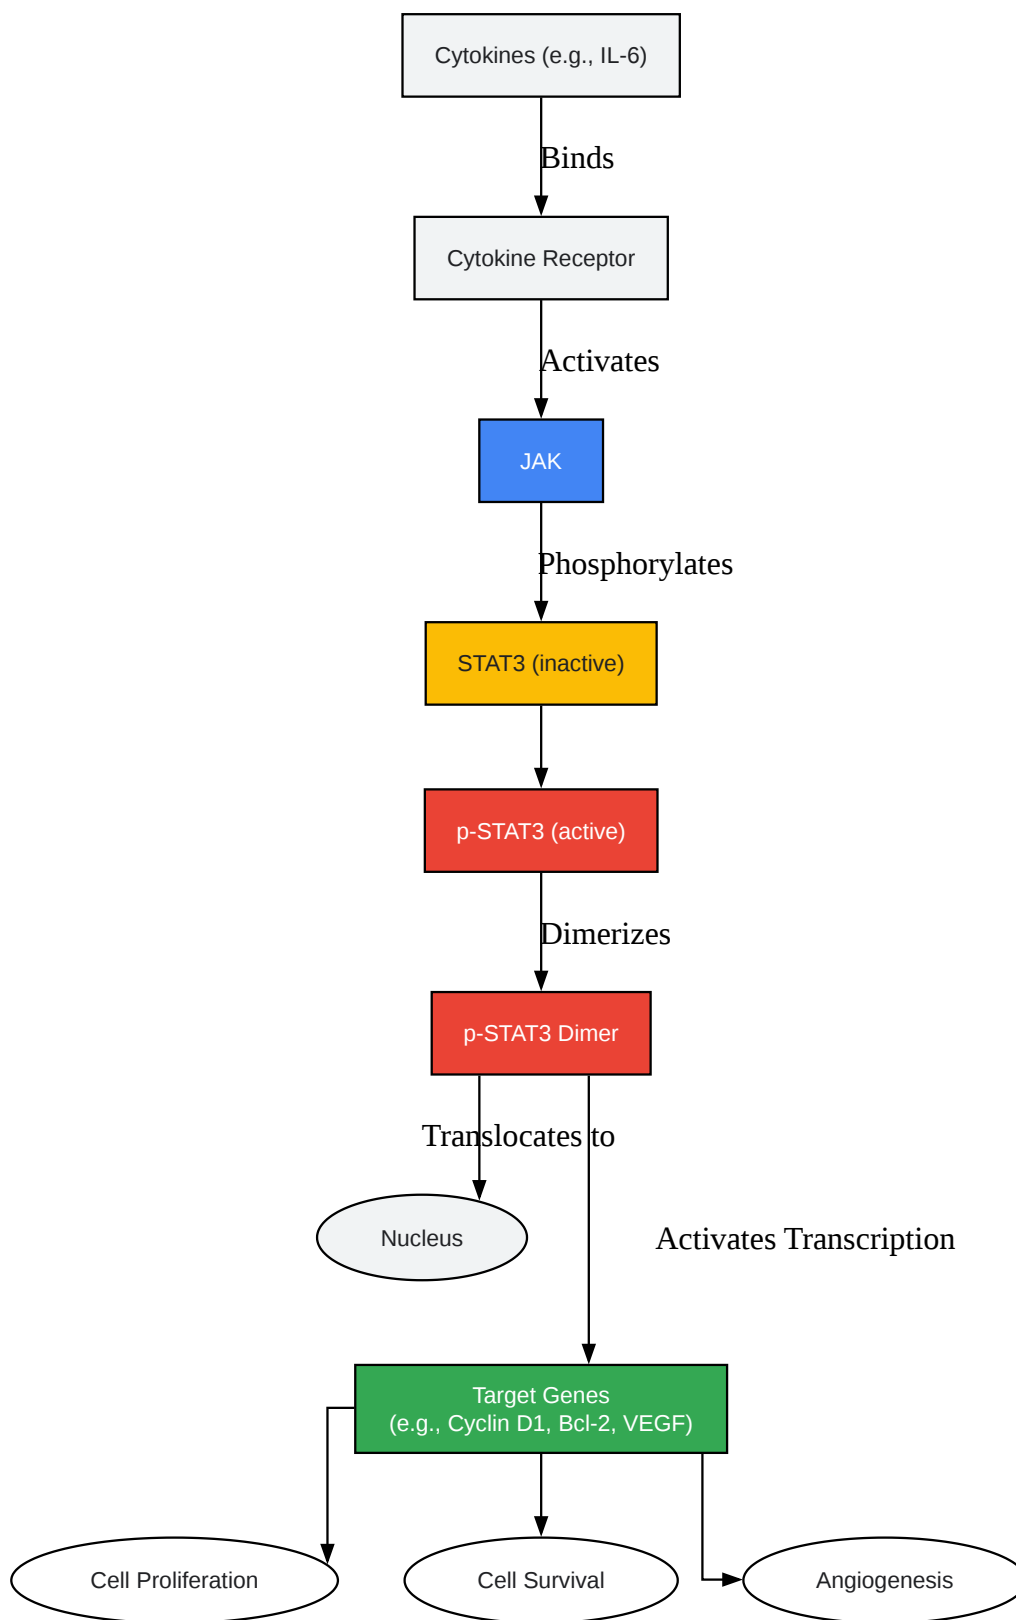 Cytokines (e.g., IL-6)
Binds
Cytokine Receptor
Activates
JAK
Phosphorylates
STAT3 (inactive)
p-STAT3 (active)
Dimerizes
p-STAT3 Dimer
Translocates to
Nucleus
Activates Transcription
Target Genes
(e.g., Cyclin D1, Bcl-2, VEGF)
Cell Proliferation
Cell Survival
Angiogenesis